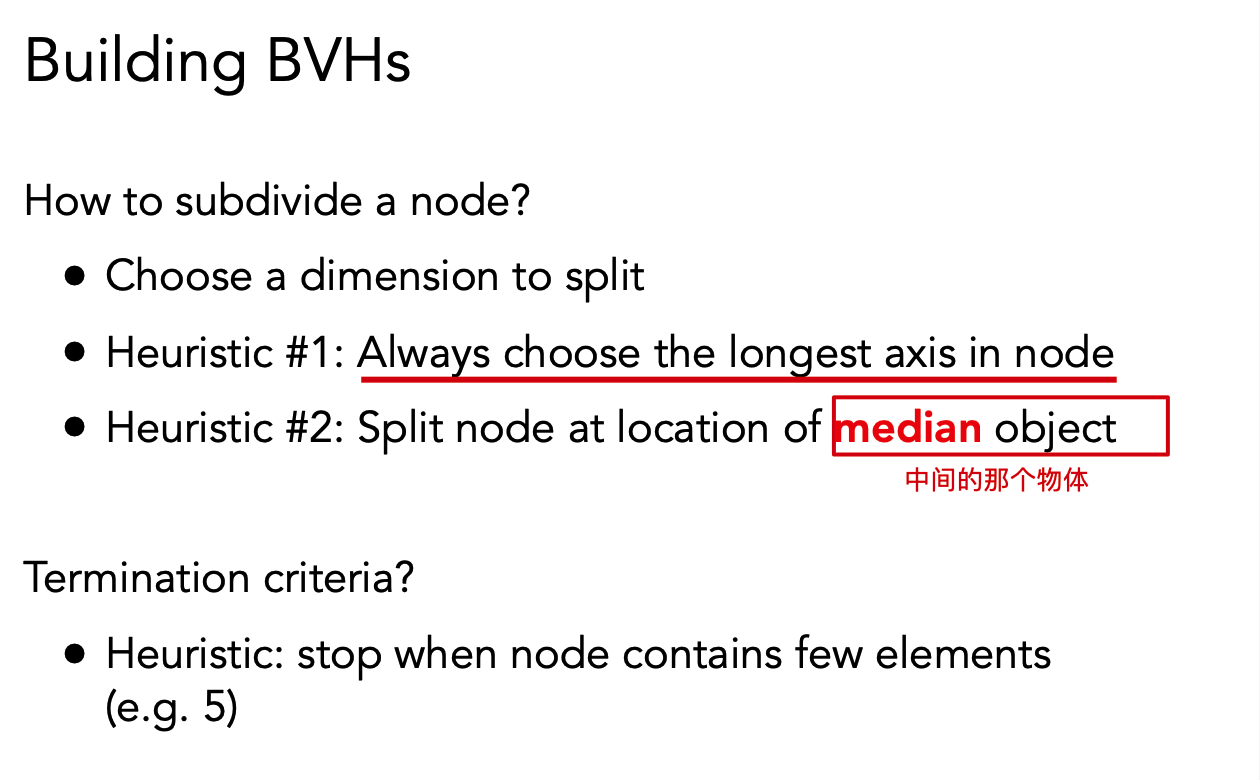 Building BVHs
How to subdivide a node?
● Choose a dimension to split
● Heuristic #1: Always choose the longest axis in node
● Heuristic #2: Split node at location of median object
中间的那个物体
Termination criteria?
● Heuristic: stop when node contains few elements
(e.g. 5)